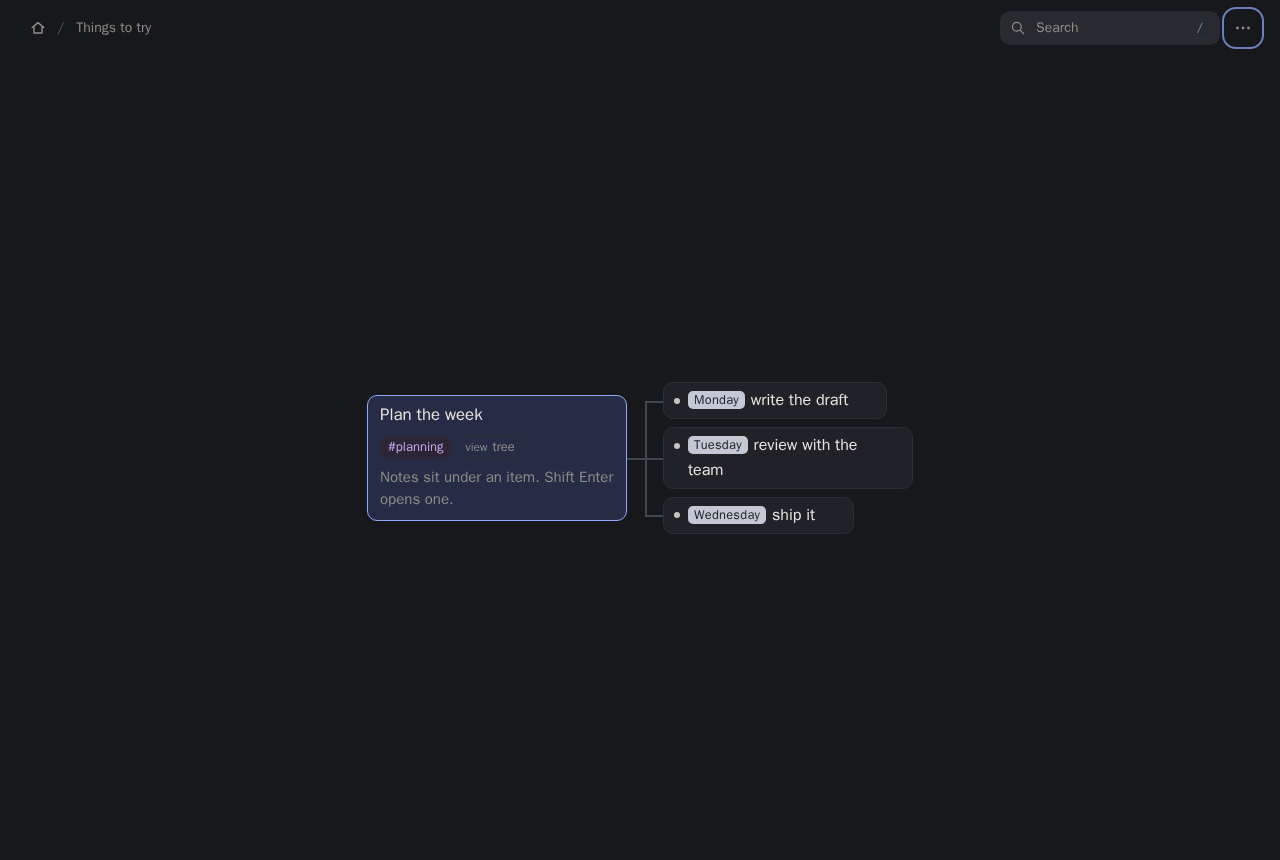 / Things to try
Search /
Plan the week
#planning view tree
Notes sit under an item. Shift Enter
opens one.
Monday write the draft
Tuesday review with the
team
Wednesday ship it